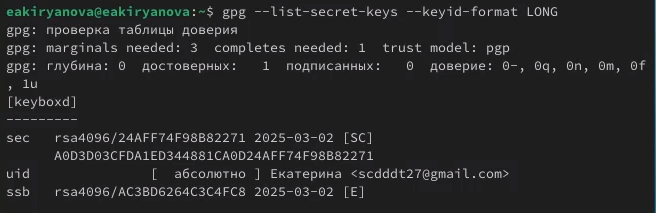 eakiryanova@eakiryanova:~$ gpg --list-secret-keys --keyid-format LONG
gpg: проверка таблицы доверия
gpg: marginals needed: 3  completes needed: 1  trust model: pgp
gpg: глубина: 0  достоверных:   1  подписанных:   0  доверие: 0-, 0q, 0n, 0m, 0f
, 1u
[keyboxd]
---------
sec   rsa4096/24AFF74F98B82271 2025-03-02 [SC]
      A0D3D03CFDA1ED344881CA0D24AFF74F98B82271
uid               [  абсолютно ] Екатерина <scdddt27@gmail.com>
ssb   rsa4096/AC3BD6264C3C4FC8 2025-03-02 [E]